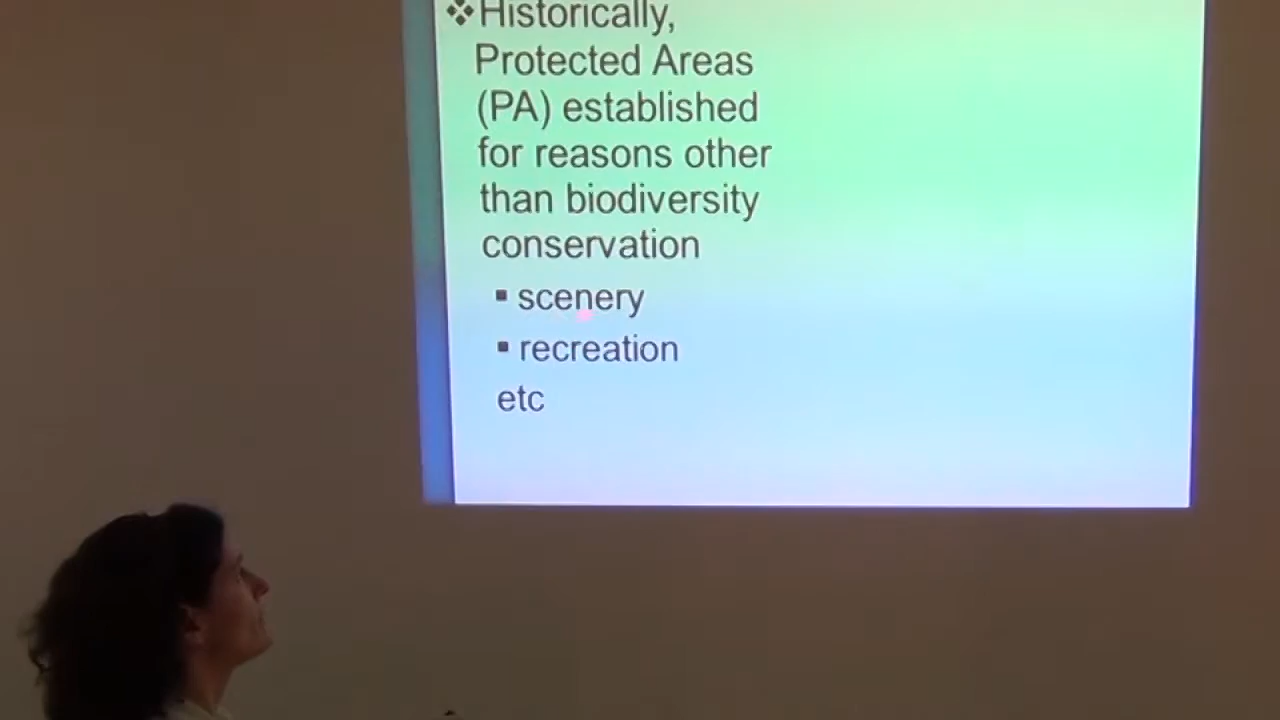 ❖Historically,
Protected Areas
(PA) established
for reasons other
than biodiversity
conservation
▪ scenery
▪ recreation
etc